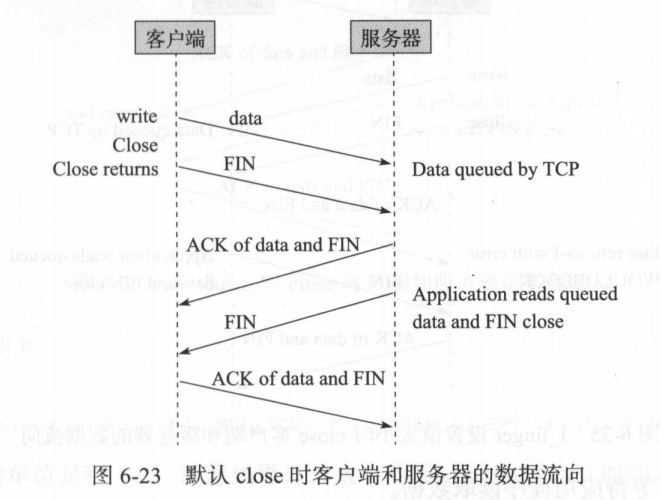 客户端
服务器
write
data
Close
Close returns
FIN
Data queued by TCP
ACK of data and FIN
Application reads queued
data and FIN close
FIN
ACK of data and FIN
图 6-23 默认 close 时客户端和服务器的数据流向